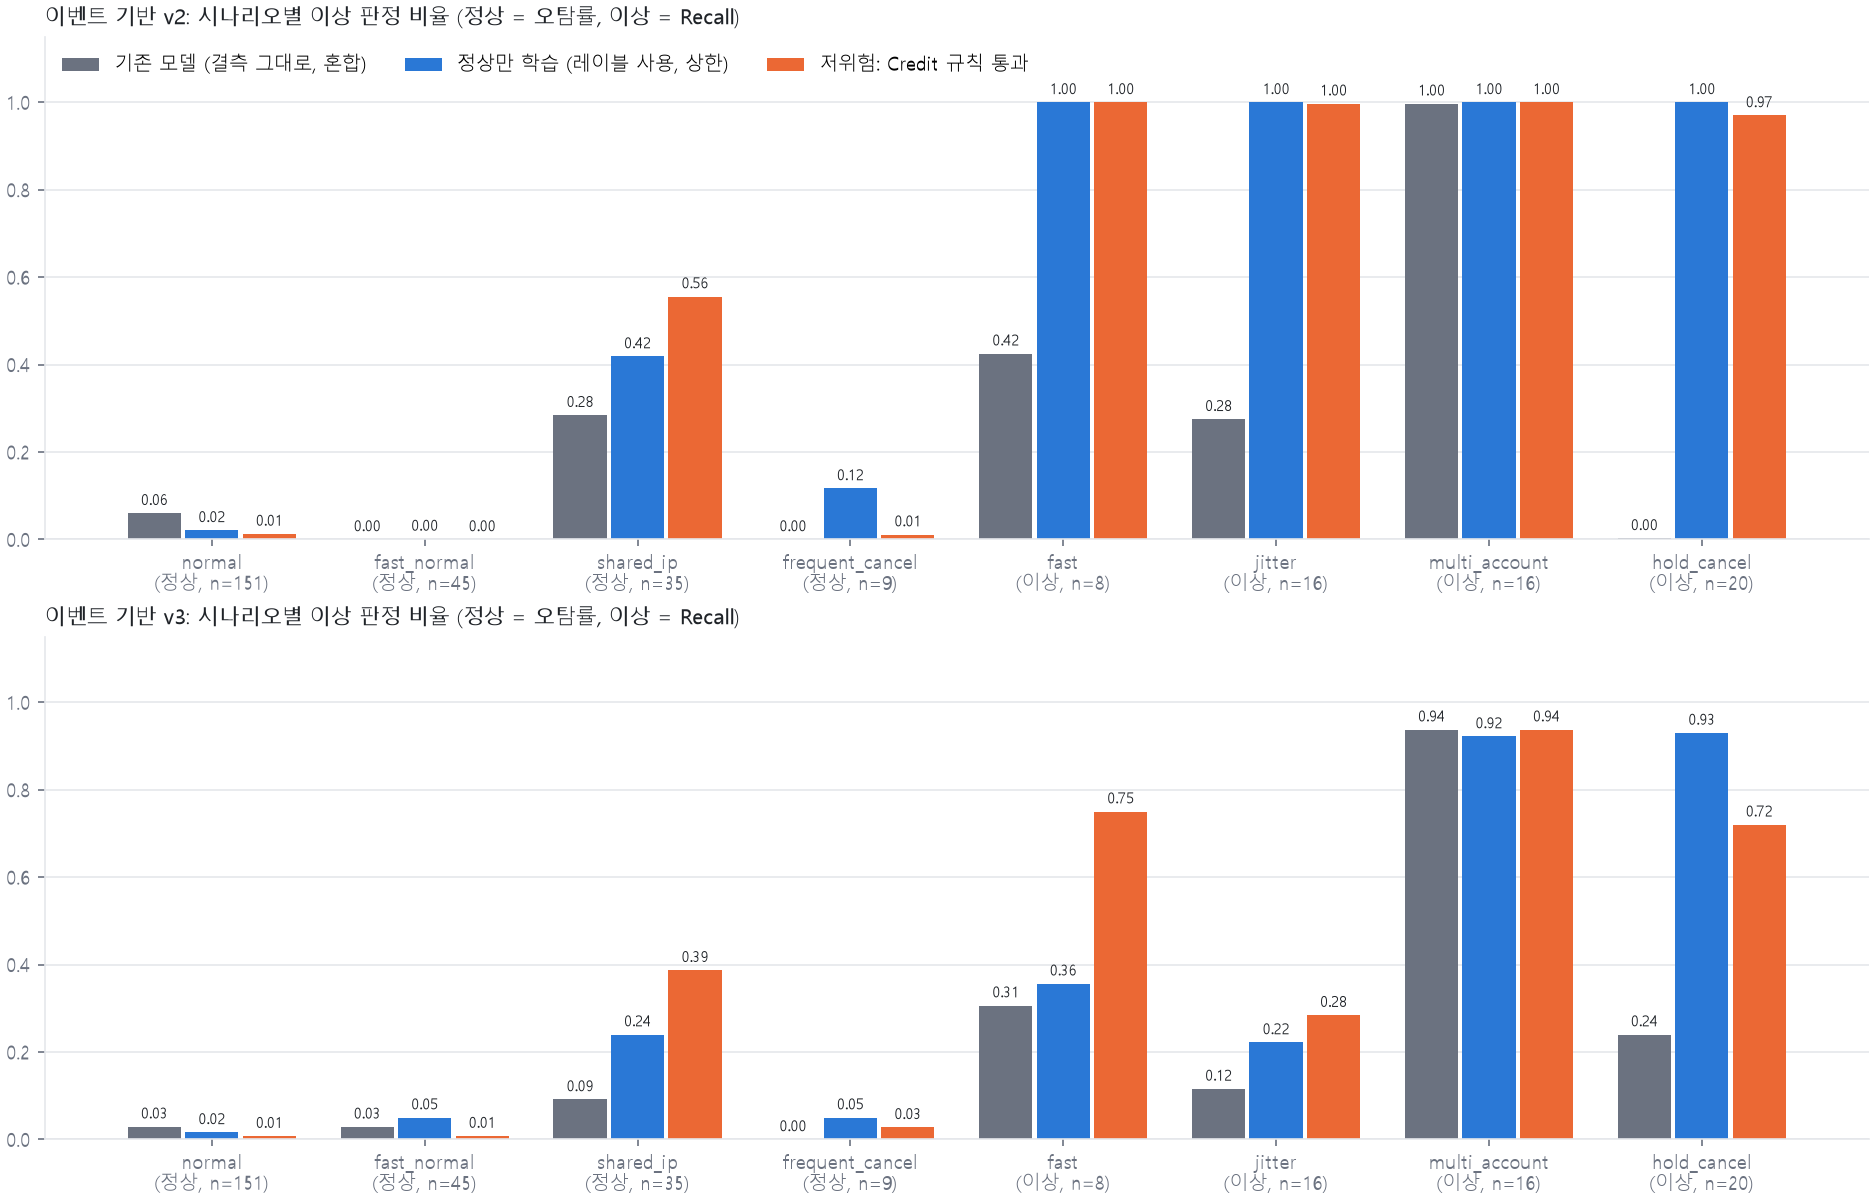 이벤트 기반 v2: 시나리오별 이상 판정 비율 (정상 = 오탐률, 이상 = Recall)
기존 모델 (결측 그대로, 혼합) 정상만 학습 (레이블 사용, 상한) 저위험: Credit 규칙 통과
1.0
0.8
0.6
0.4
0.2
0.0
0.06 0.02 0.01
0.00 0.00 0.00
0.28 0.42 0.56
0.00 0.12 0.01
0.42 1.00 1.00
0.28 1.00 1.00
1.00 1.00 1.00
0.00 1.00 0.97
normal fast_normal shared_ip frequent_cancel fast jitter multi_account hold_cancel
(정상, n=151) (정상, n=45) (정상, n=35) (정상, n=9) (이상, n=8) (이상, n=16) (이상, n=16) (이상, n=20)
이벤트 기반 v3: 시나리오별 이상 판정 비율 (정상 = 오탐률, 이상 = Recall)
1.0
0.8
0.6
0.4
0.2
0.0
0.03 0.02 0.01
0.03 0.05 0.01
0.09 0.24 0.39
0.00 0.05 0.03
0.31 0.36 0.75
0.12 0.22 0.28
0.94 0.92 0.94
0.24 0.93 0.72
normal fast_normal shared_ip frequent_cancel fast jitter multi_account hold_cancel
(정상, n=151) (정상, n=45) (정상, n=35) (정상, n=9) (이상, n=8) (이상, n=16) (이상, n=16) (이상, n=20)